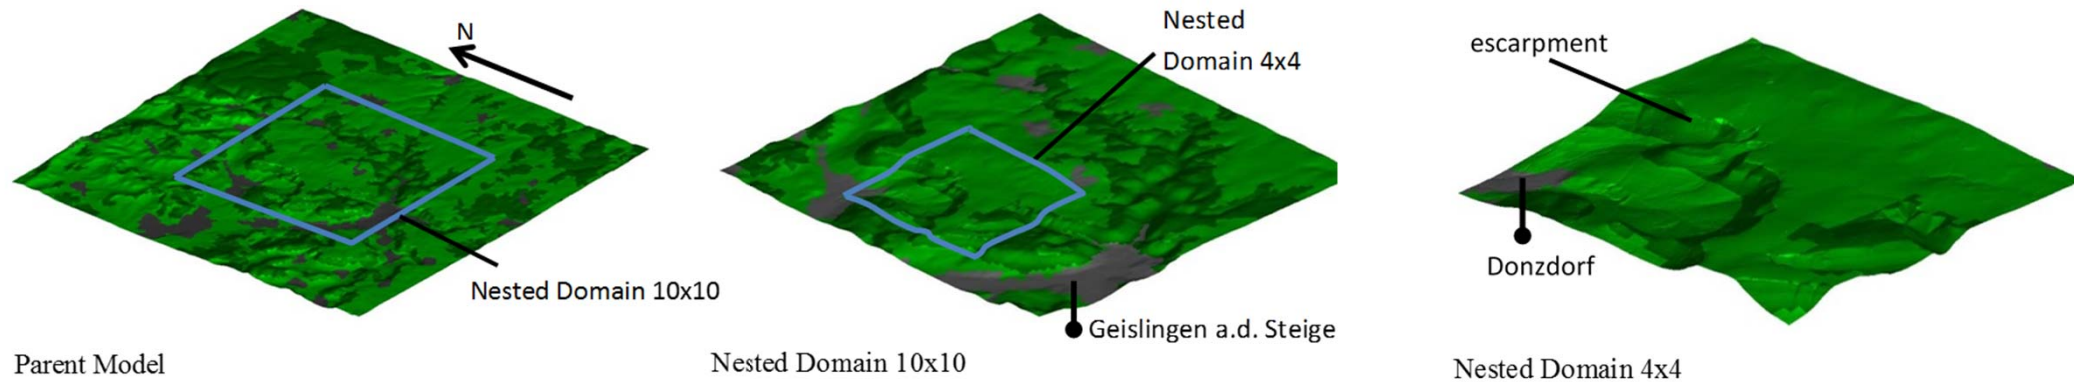 N
Nested Domain 10x10
Parent Model
Nested
Domain 4x4
Geislingen a.d. Steige
Nested Domain 10x10
escarpment
Donzdorf
Nested Domain 4x4